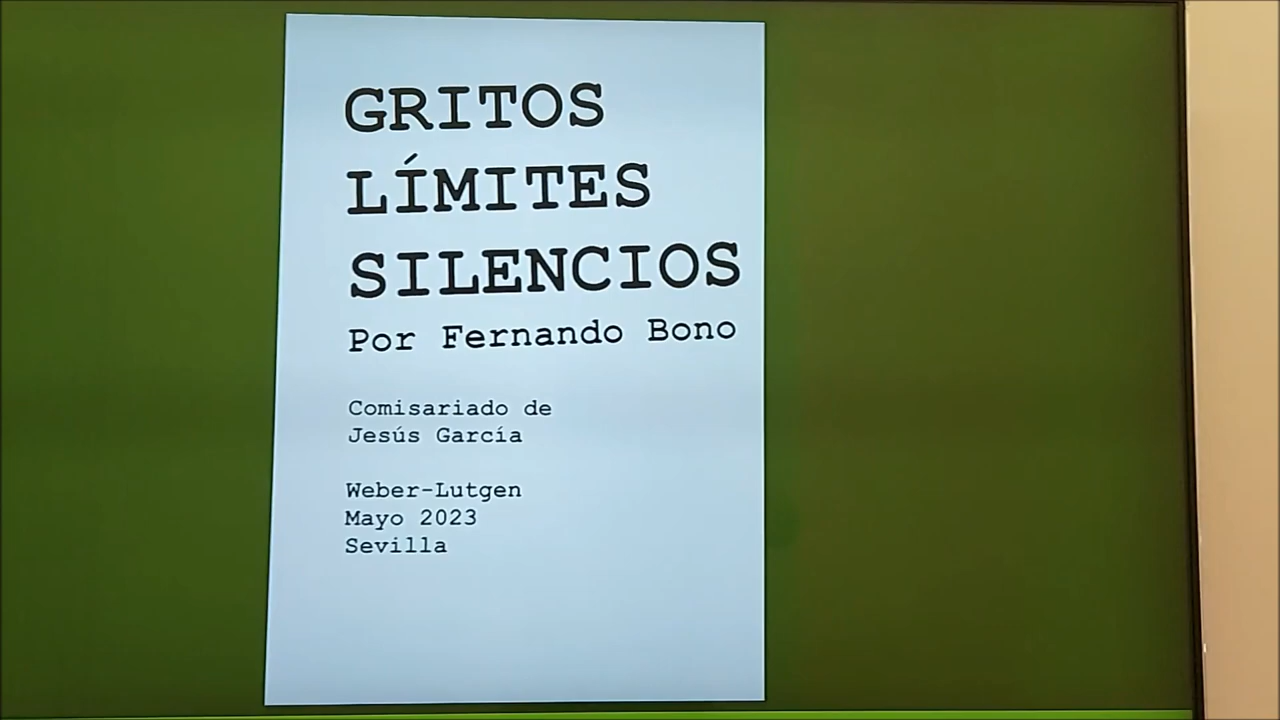 GRITOS
LÍMITES
SILENCIOS
Por Fernando Bono
Comisariado de
Jesús García
Weber-Lutgen
Mayo 2023
Sevilla